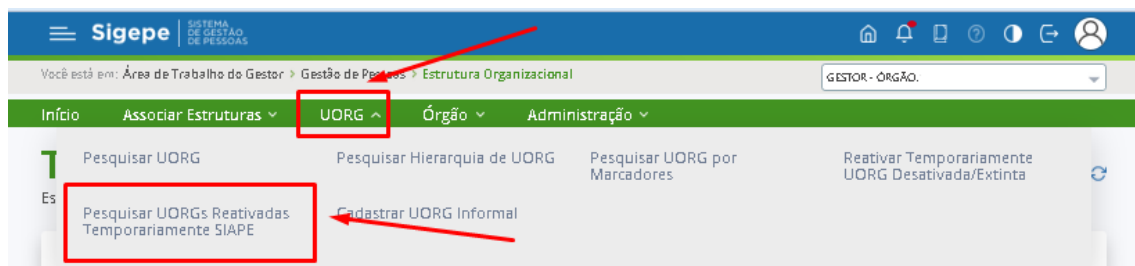 Sigepe SISTEMA
DE GESTÃO
DE PESSOAS
Você está em: Área de Trabalho do Gestor > Gestão de Pessoas > Estrutura Organizacional
GESTOR - ÓRGÃO.
Início Associar Estruturas UORG Órgão Administração
T
Pesquisar UORG Pesquisar Hierarquia de UORG Pesquisar UORG por Marcadores Reativar Temporariamente UORG Desativada/Extinta
Es
Pesquisar UORGs Reativadas Temporariamente SIAPE Cadastrar UORG Informal